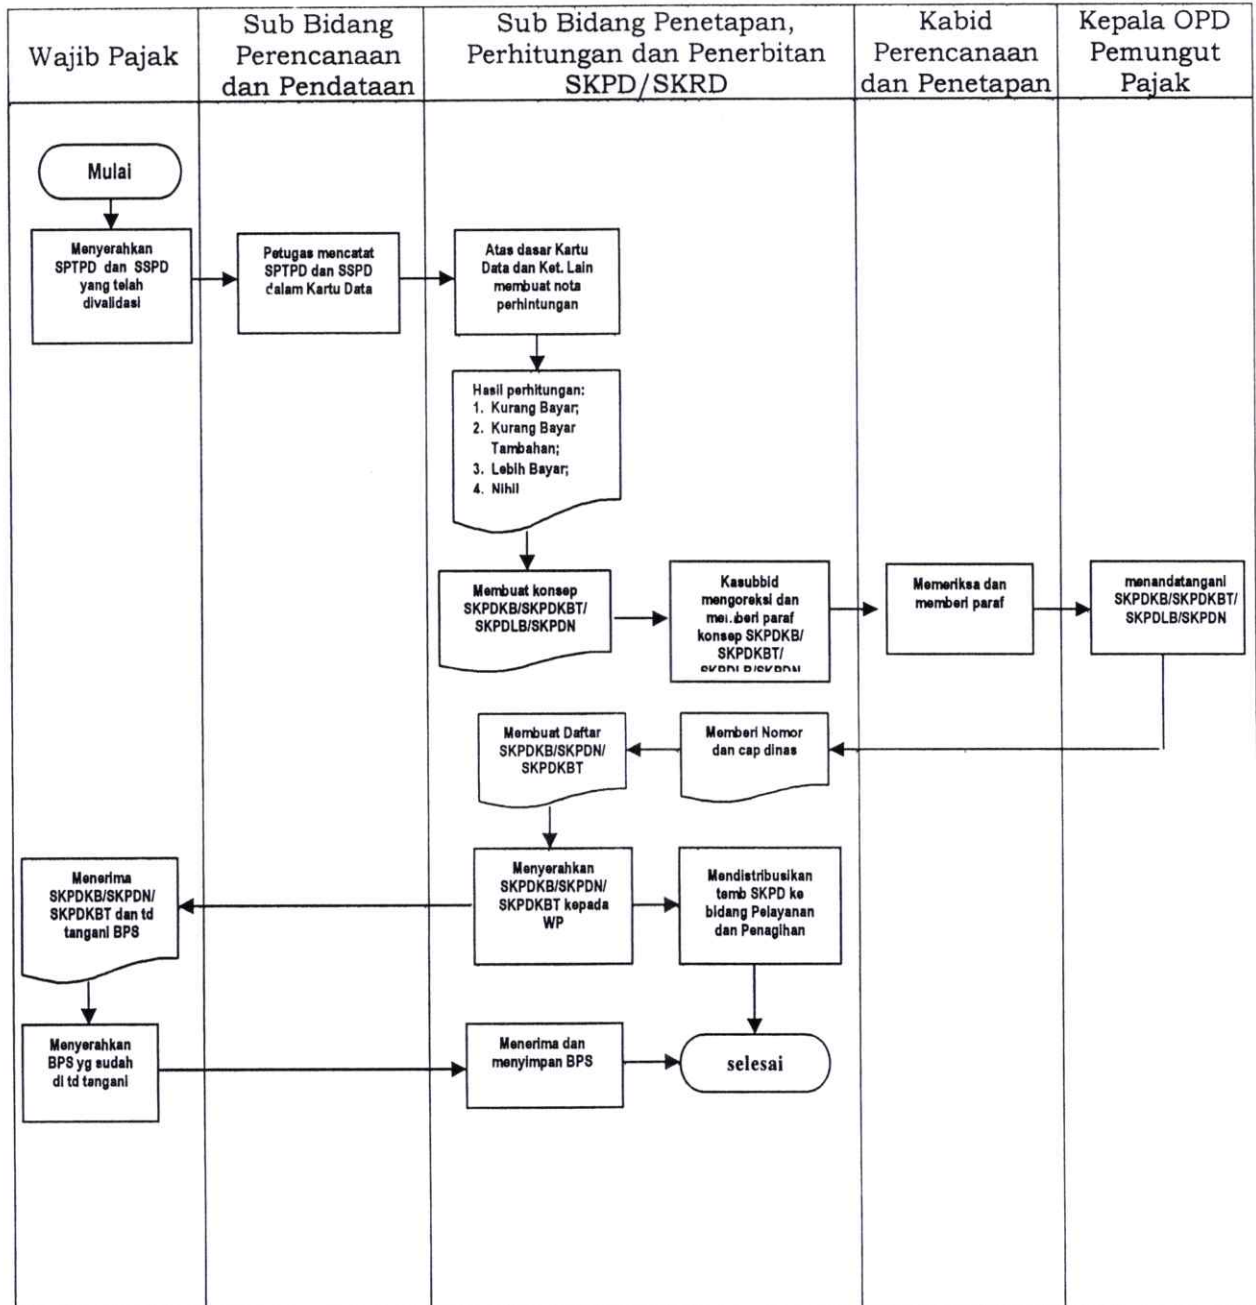 Wajib Pajak
Sub Bidang
Perencanaan
dan Pendataan
Sub Bidang Penetapan,
Perhitungan dan Penerbitan
SKPD/SKRD
Kabid
Perencanaan
dan Penetapan
Kepala OPD
Pemungut
Pajak
Mulai
Menyerahkan
SPTPD dan SSPD
yang telah
divalidasi
Petugas mencatat
SPTPD dan SSPD
dalam Kartu Data
Atas dasar Kartu
Data dan Ket. Lain
membuat nota
perhintungan
Hasil perhitungan:
1. Kurang Bayar;
2. Kurang Bayar
Tambahan;
3. Lebih Bayar;
4. Nihil
Membuat konsep
SKPDKB/SKPDKBT/
SKPDLB/SKPDN
Kasubbid
mengoreksi dan
memberi paraf
konsep SKPDKB/
SKPDKBT/
SKPDLB/SKPDN
Memeriksa dan
memberi paraf
menandatangani
SKPDKB/SKPDKBT/
SKPDLB/SKPDN
Membuat Daftar
SKPDKB/SKPDN/
SKPDKBT
Memberi Nomor
dan cap dinas
Menerima
SKPDKB/SKPDN/
SKPDKBT dan td
tangani BPS
Menyerahkan
SKPDKB/SKPDN/
SKPDKBT kepada
WP
Mendistribusikan
temb SKPD ke
bidang Pelayanan
dan Penagihan
Menyerahkan
BPS yg sudah
di td tangani
Menerima dan
menyimpan BPS
selesai